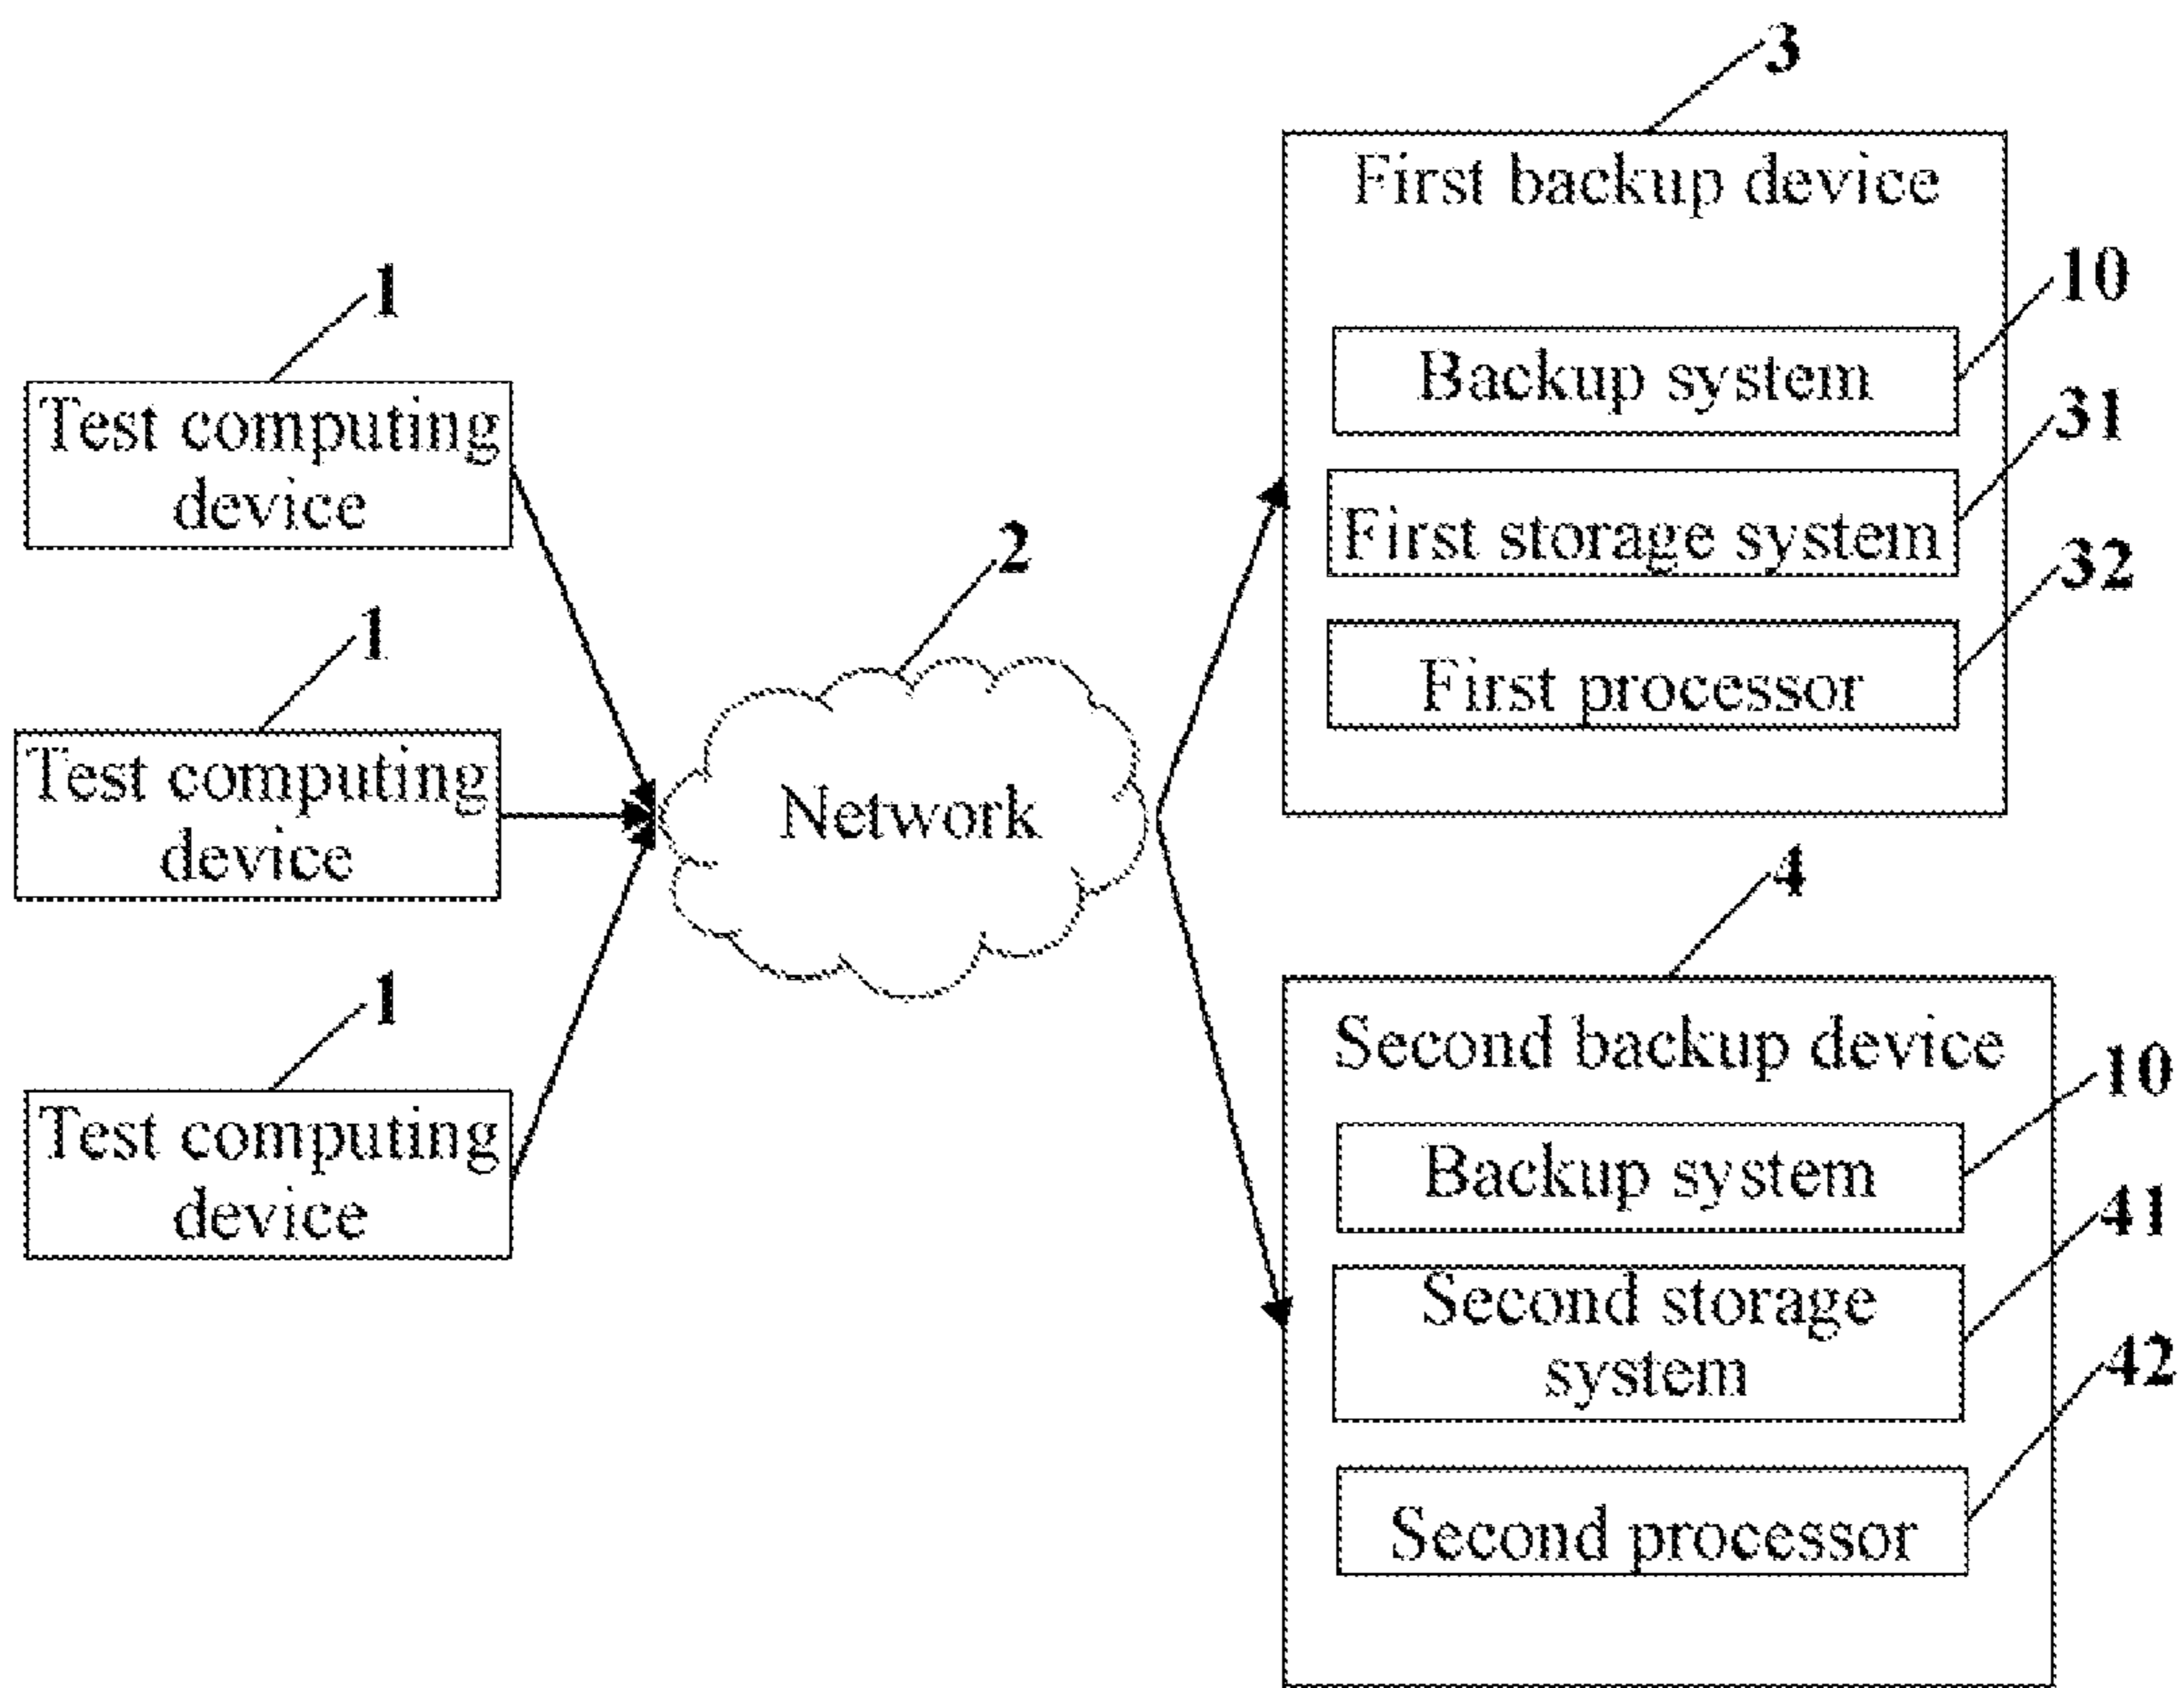 1
Test computing
device
1
Test computing
device
1
Test computing
device
2
Network
3
First backup device
10
Backup system
31
First storage system
32
First processor
4
Second backup device
10
Backup system
41
Second storage
system
42
Second processor